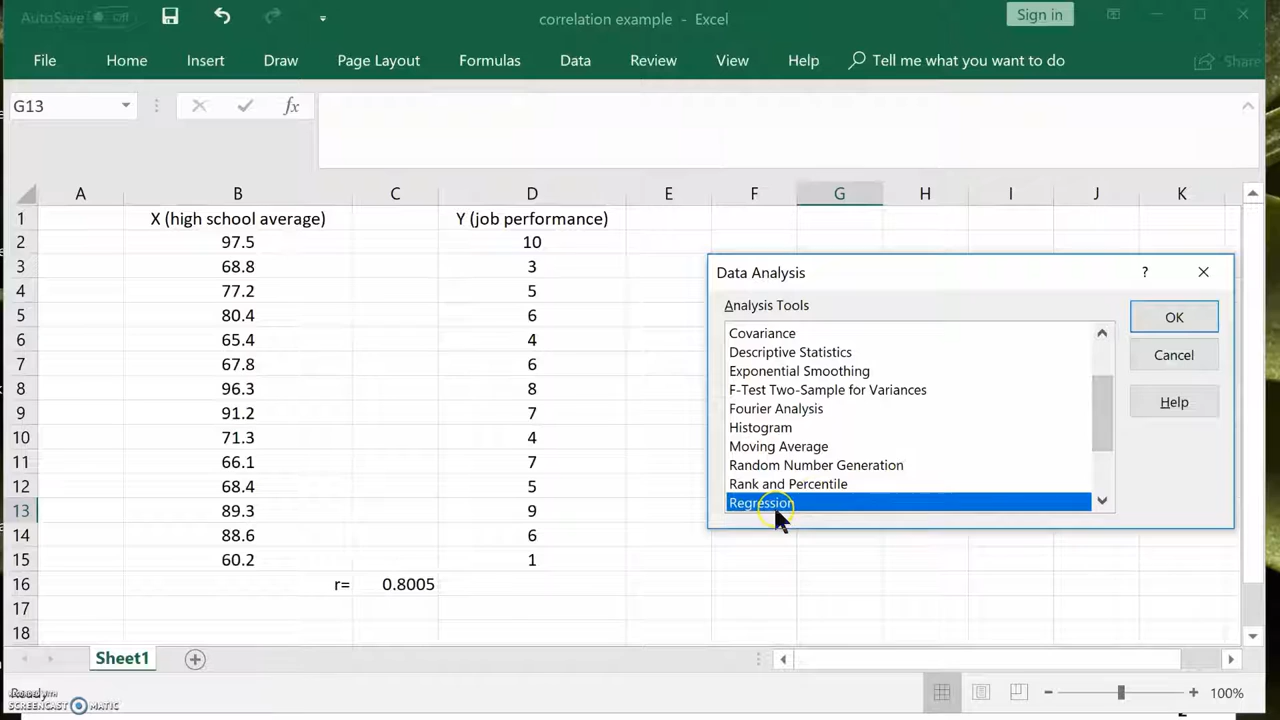 AutoSave Off correlation example - Excel Sign in
File Home Insert Draw Page Layout Formulas Data Review View Help Tell me what you want to do Share
G13 fx
A B C D E F G H I J K
1 X (high school average) Y (job performance)
2 97.5 10
3 68.8 3
4 77.2 5
5 80.4 6
6 65.4 4
7 67.8 6
8 96.3 8
9 91.2 7
10 71.3 4
11 66.1 7
12 68.4 5
13 89.3 9
14 88.6 6
15 60.2 1
16 r= 0.8005
17
18
Data Analysis ?
Analysis Tools
Covariance
Descriptive Statistics
Exponential Smoothing
F-Test Two-Sample for Variances
Fourier Analysis
Histogram
Moving Average
Random Number Generation
Rank and Percentile
Regression
OK
Cancel
Help
Sheet1
Ready 100%
SCREENCAST MATIC